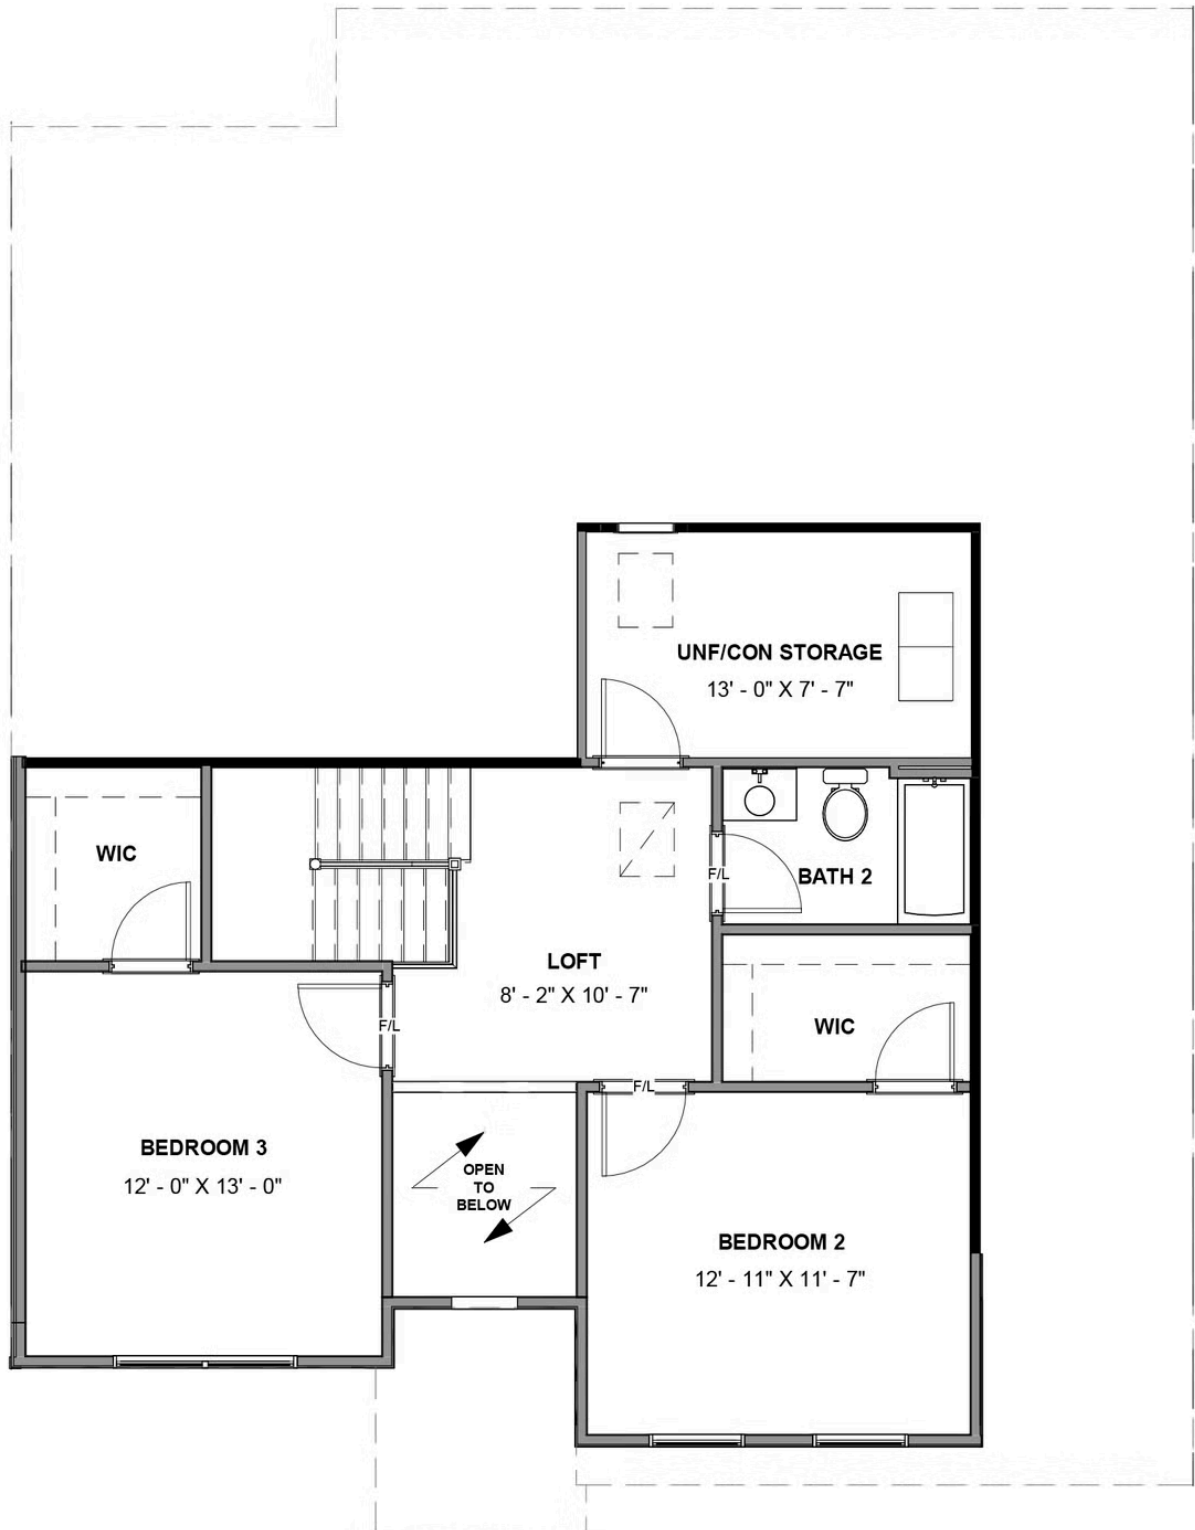 UNF/CON STORAGE
13' - 0" X 7' - 7"
WIC
F/L
BATH 2
LOFT
8' - 2" X 10' - 7"
F/L
WIC
F/L
BEDROOM 3
12' - 0" X 13' - 0"
OPEN
TO
BELOW
BEDROOM 2
12' - 11" X 11' - 7"